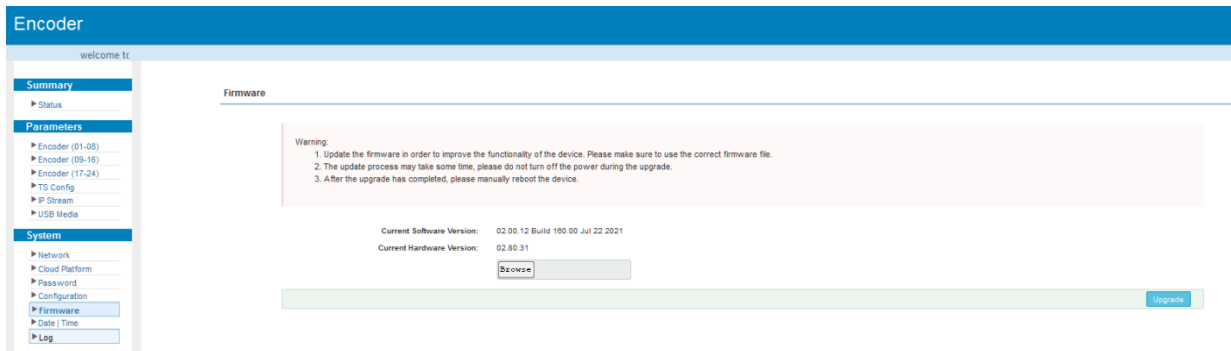 Encoder
welcome to
Summary
Status
Parameters
Encoder (01-08)
Encoder (09-16)
Encoder (17-24)
TS Config
IP Stream
USB Media
System
Network
Cloud Platform
Password
Configuration
Firmware
Date | Time
Log
Firmware
Warning:
1. Update the firmware in order to improve the functionality of the device. Please make sure to use the correct firmware file.
2. The update process may take some time, please do not turn off the power during the upgrade.
3. After the upgrade has completed, please manually reboot the device.
Current Software Version: 02.00.12 Build 160.00 Jul 22 2021
Current Hardware Version: 02.80.31
Browse
Upgrade